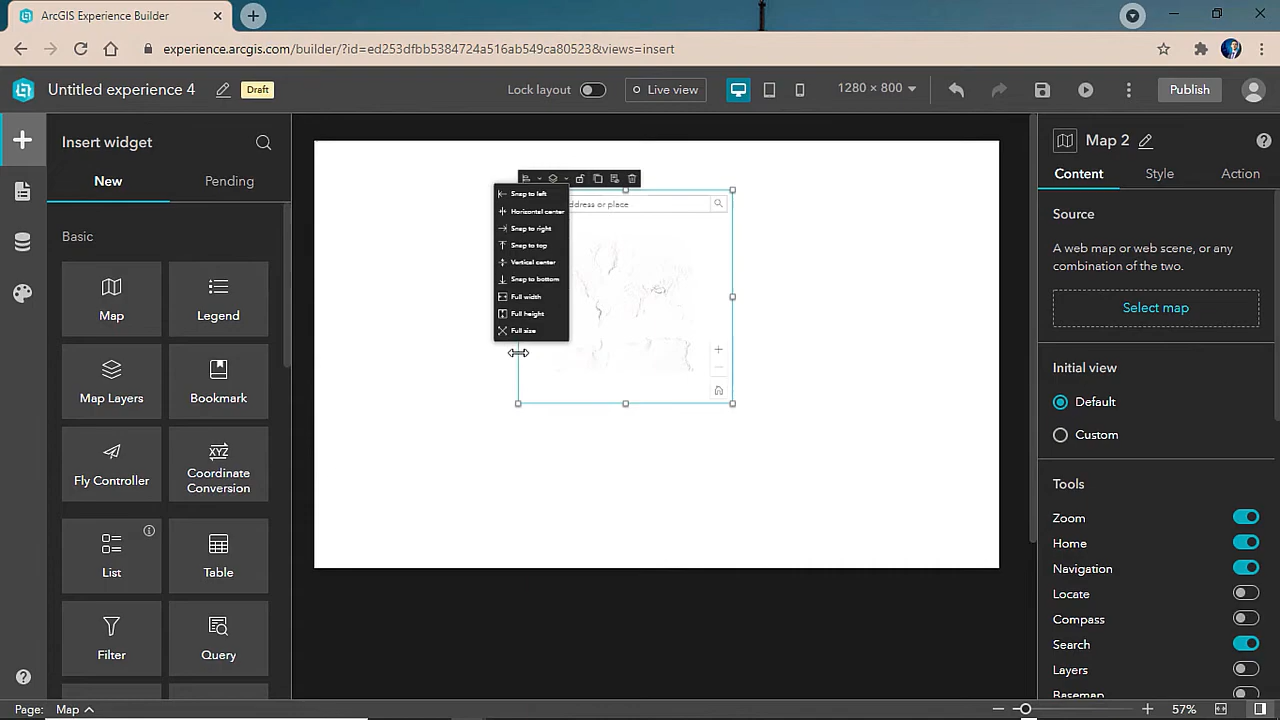 ArcGIS Experience Builder
experience.arcgis.com/builder/?id=ed253dfbb5384724a516ab549ca80523&views=insert
Untitled experience 4
Draft
Lock layout
Live view
1280 × 800
Publish
Insert widget
New
Pending
Basic
Map
Legend
Map Layers
Bookmark
Fly Controller
XYZ
Coordinate
Conversion
List
Table
Filter
Query
Snap to left
Horizontal center
Snap to right
Snap to top
Vertical center
Snap to bottom
Full width
Full height
Full size
ddress or place
Map 2
Content
Style
Action
Source
A web map or web scene, or any
combination of the two.
Select map
Initial view
Default
Custom
Tools
Zoom
Home
Navigation
Locate
Compass
Search
Layers
Basemap
Page:
Map
57%